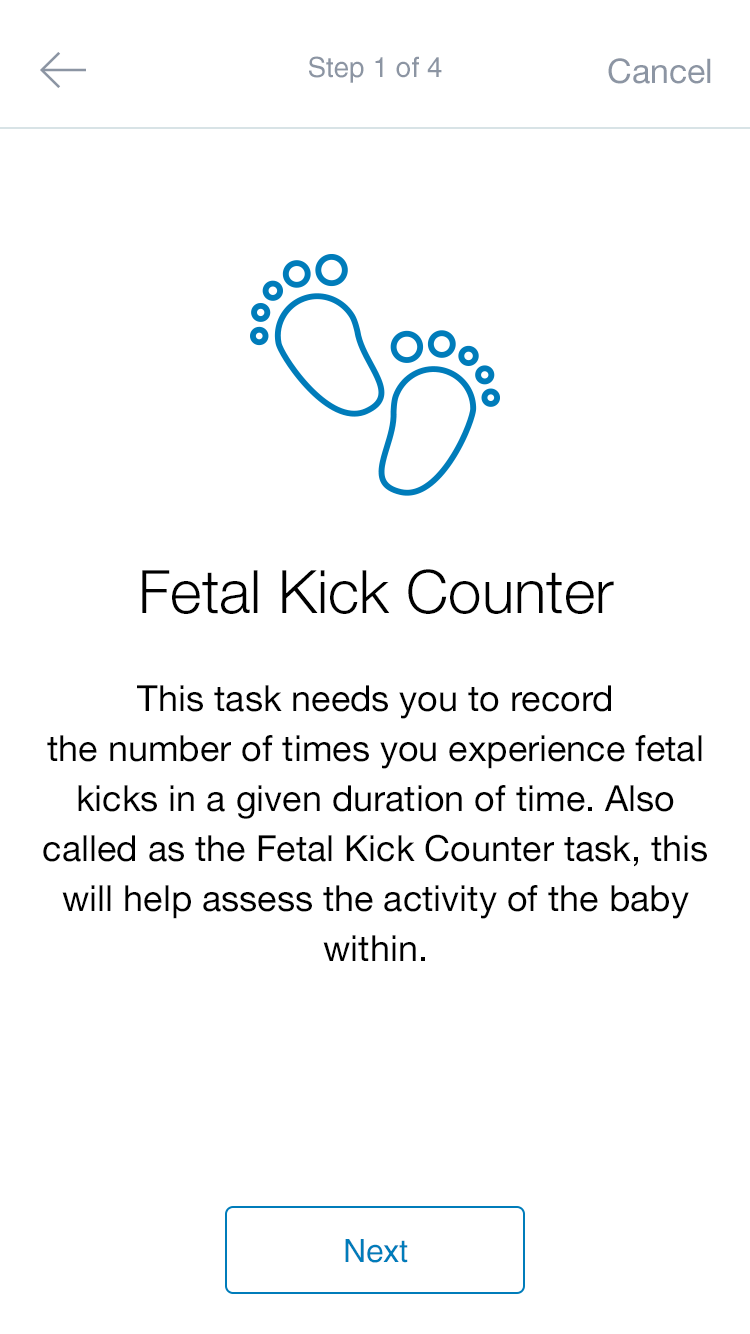 Step 1 of 4
Cancel
Fetal Kick Counter
This task needs you to record
the number of times you experience fetal
kicks in a given duration of time. Also
called as the Fetal Kick Counter task, this
will help assess the activity of the baby
within.
Next